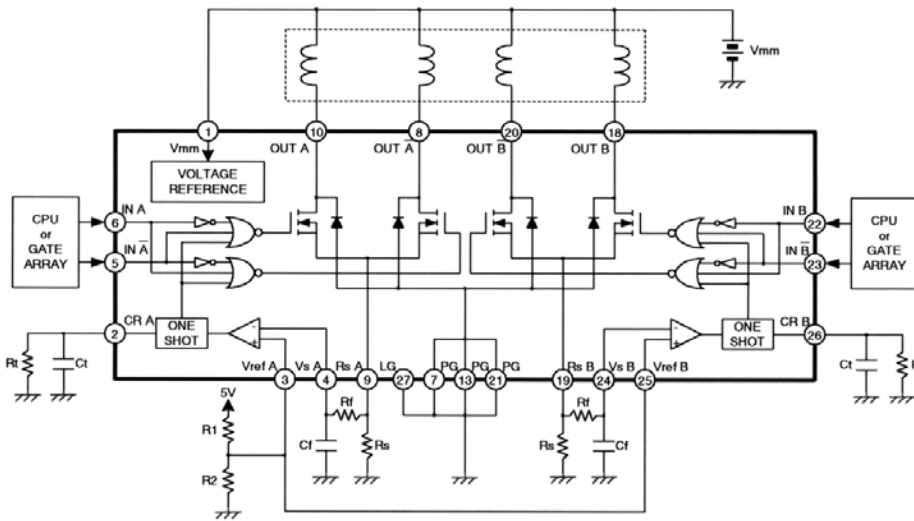 Vmm
1
10
8
20
18
Vmm
OUT A
OUT A̅
OUT B̅
OUT B
VOLTAGE
REFERENCE
CPU
or
GATE
ARRAY
6
IN A
5
IN A̅
IN B
22
IN B̅
23
CPU
or
GATE
ARRAY
2
CR A
ONE
SHOT
-
+
-
+
ONE
SHOT
CR B
26
Rt
Ct
Vref A
Vs A
Rs A
LG
PG
PG
PG
Rs B
Vs B
Vref B
3
4
9
27
7
13
21
19
24
25
Ct
5V
R1
R2
Rf
Cf
Rs
Rf
Rs
Cf